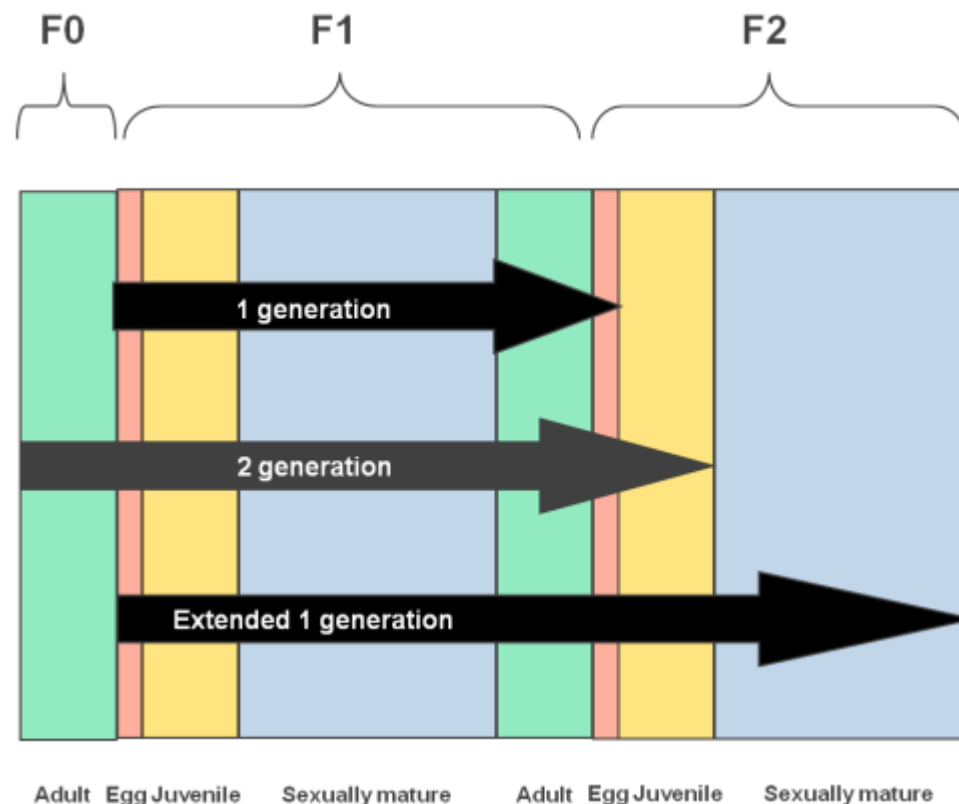 F0 F1 F2
1 generation
2 generation
Extended 1 generation
Adult Egg Juvenile Sexually mature Adult Egg Juvenile Sexually mature